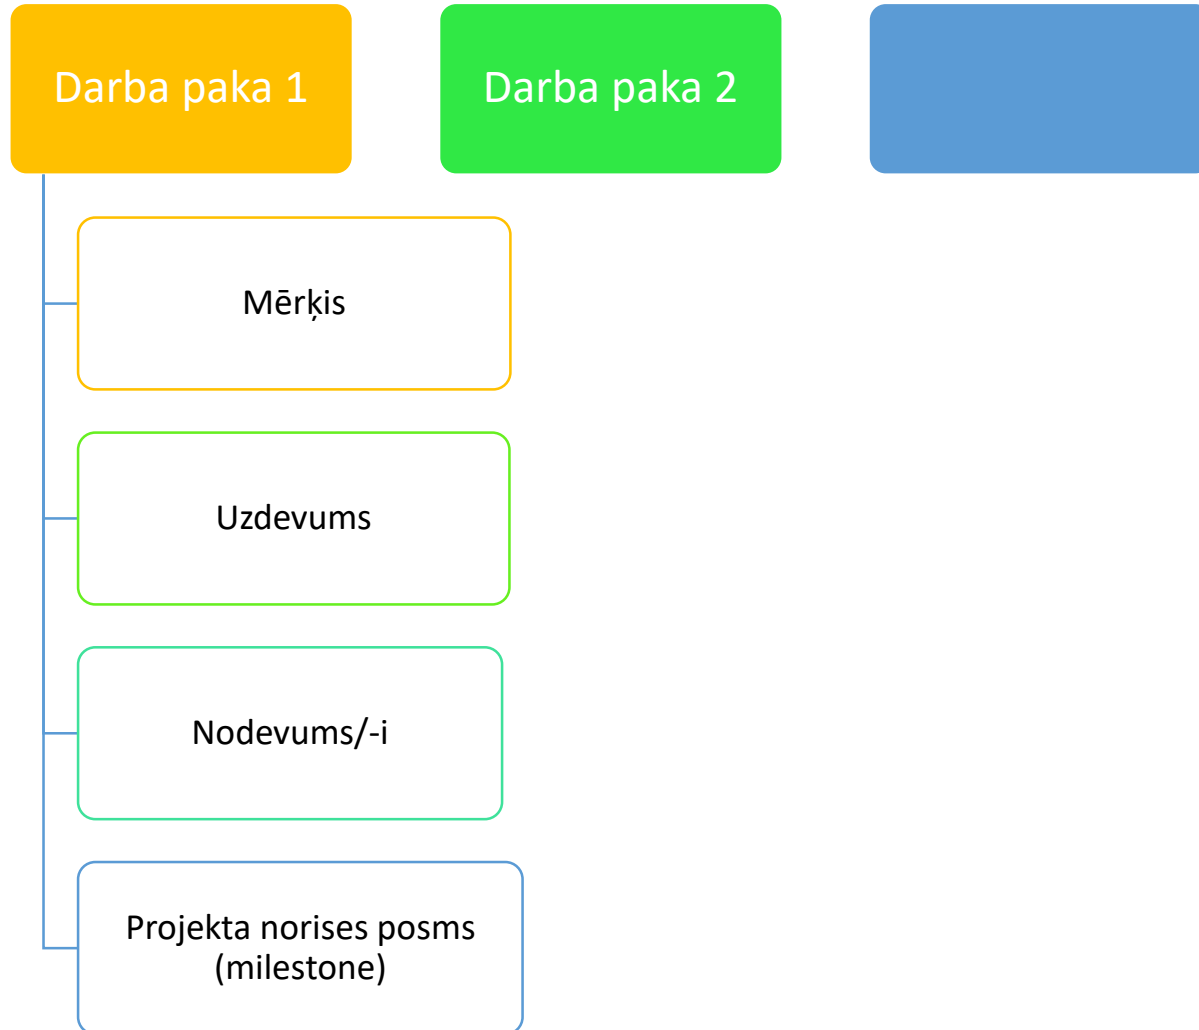 Darba paka 1
Darba paka 2
Mērķis
Uzdevums
Nodevums/-i
Projekta norises posms
(milestone)